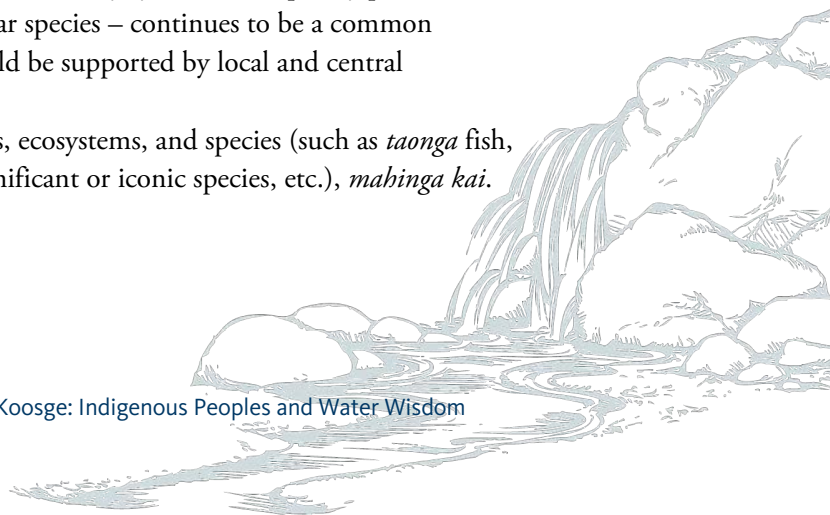 ar species – continues to be a common
ld be supported by local and central
s, ecosystems, and species (such as taonga fish,
nificant or iconic species, etc.), mahinga kai.
Koosge: Indigenous Peoples and Water Wisdom